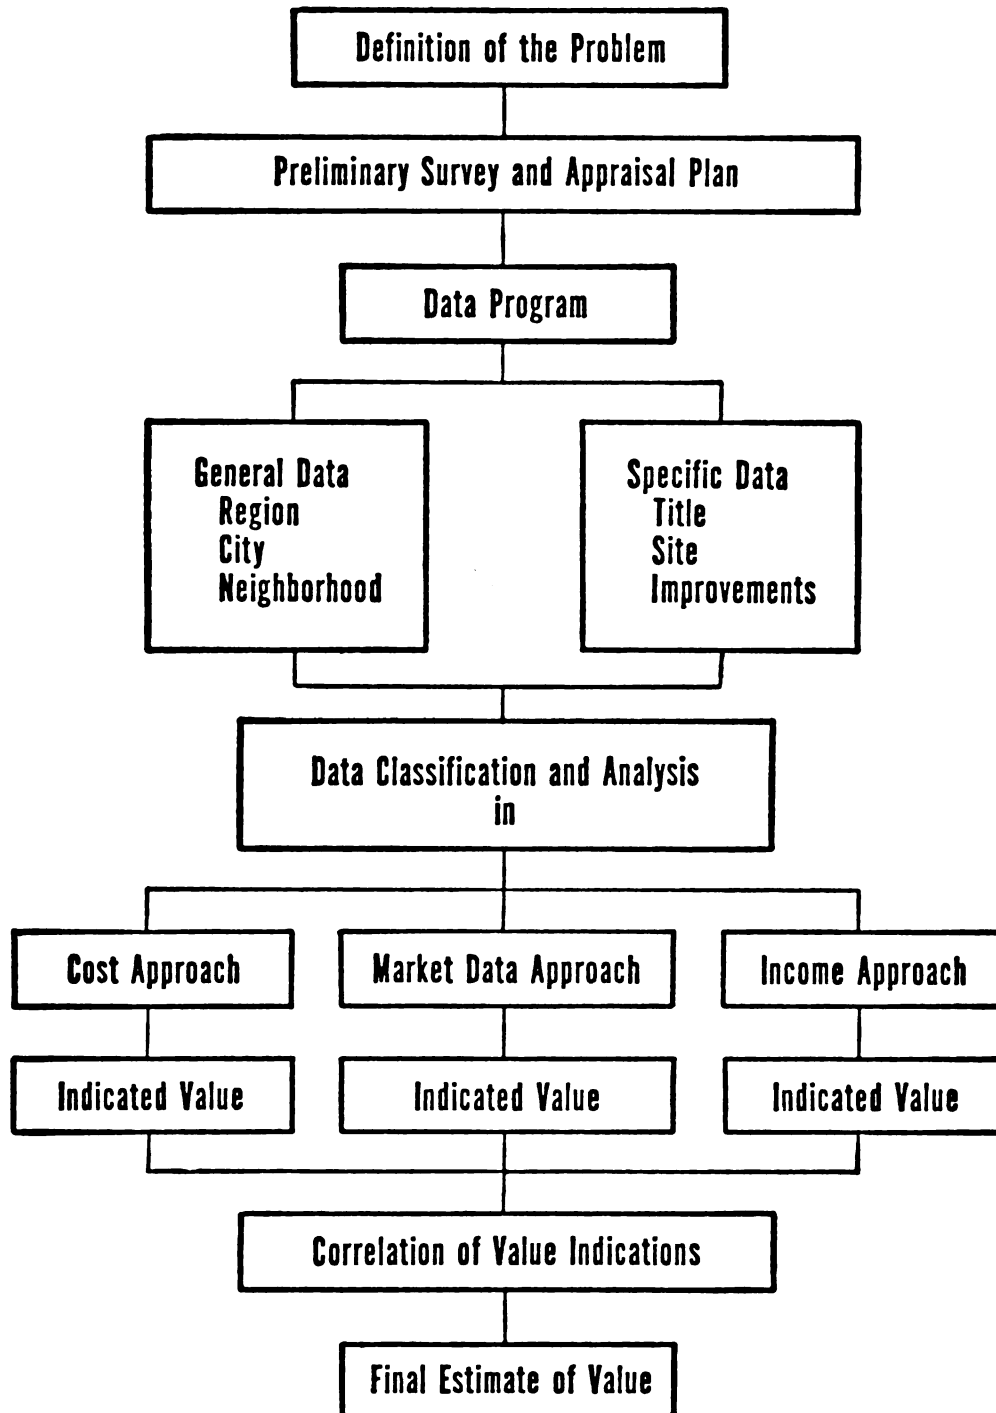 Definition of the Problem
Preliminary Survey and Appraisal Plan
Data Program
General Data
Region
City
Neighborhood
Specific Data
Title
Site
Improvements
Data Classification and Analysis
in
Cost Approach
Market Data Approach
Income Approach
Indicated Value
Indicated Value
Indicated Value
Correlation of Value Indications
Final Estimate of Value